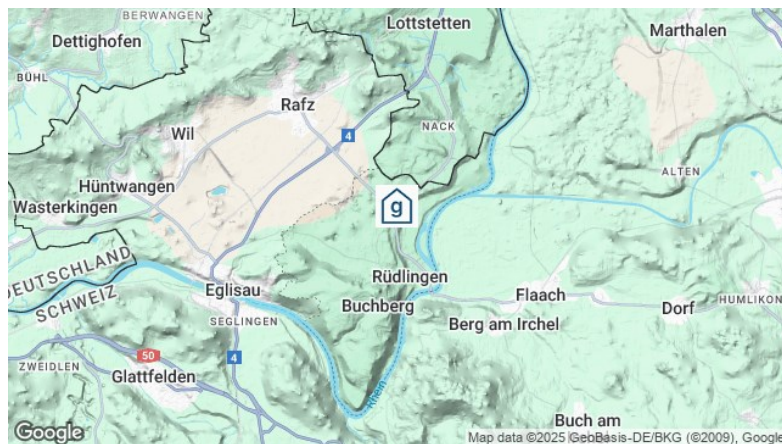 BERWANGEN
Dettighofen
Lottstetten
Marthalen
BÜHL
Rafz
4
NACK
Wil
ALTEN
Hüntwangen
g
Wasterkingen
DEUTSCHLAND
SCHWEIZ
Rüdlingen
Eglisau
Flaach
HUMLIKON
Buchberg
Dorf
SEGLINGEN
Berg am Irchel
4
50
ZWEIDLEN
Glattfelden
Rhein
Buch am
Google
Map data ©2025 GeoBasis-DE/BKG (©2009), Google